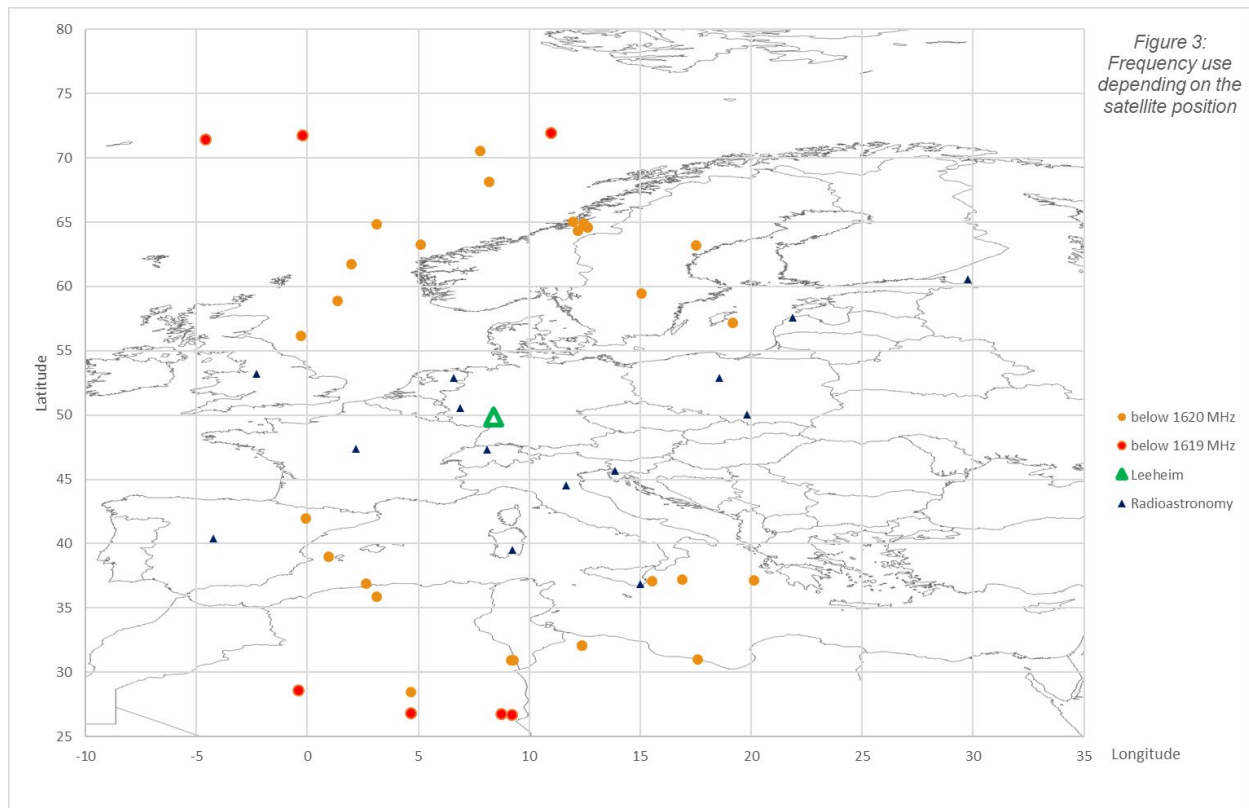 Figure 3:
Frequency use
depending on the
satellite position
80
75
70
65
60
55
50
45
40
35
30
25
Latitude
-10
-5
0
5
10
15
20
25
30
35
Longitude
below 1620 MHz
below 1619 MHz
Leeheim
Radioastronomy